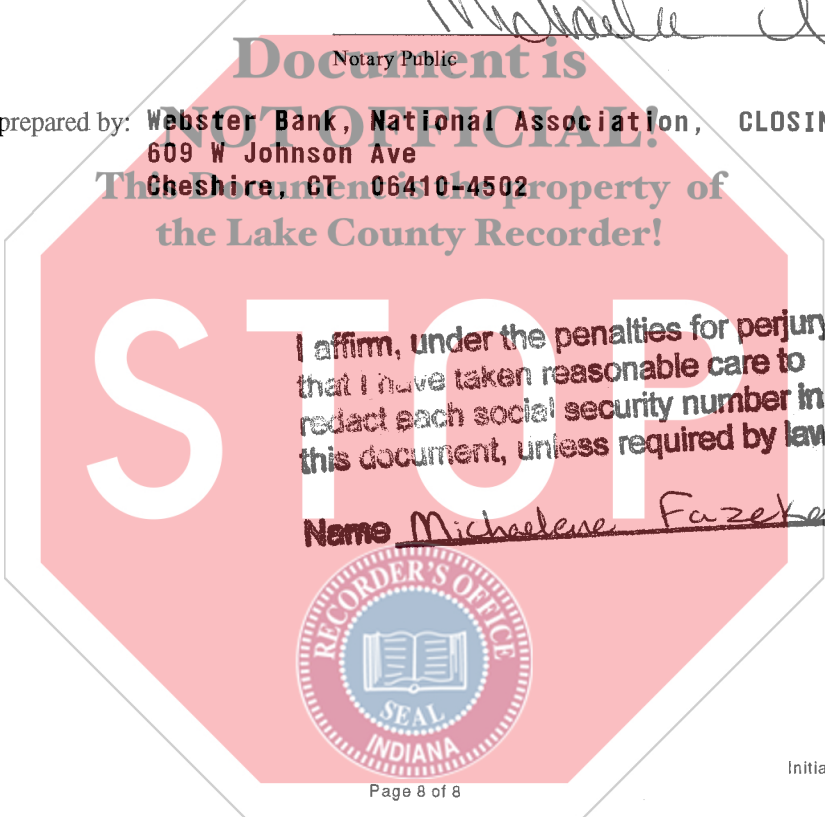 Michaelene
Document is
Notary Public
NOT OFFICIAL!
prepared by: Webster Bank, National Association, CLOSIN
609 W Johnson Ave
This Document is the property of
Cheshire, CT 06410-4502
the Lake County Recorder!
STOP
I affirm, under the penalties for perjury
that I have taken reasonable care to
redact each social security number in
this document, unless required by law
Name Michaelene Fazeke
RECORDER'S OFFICE
SEAL
INDIANA
Initia
Page 8 of 8